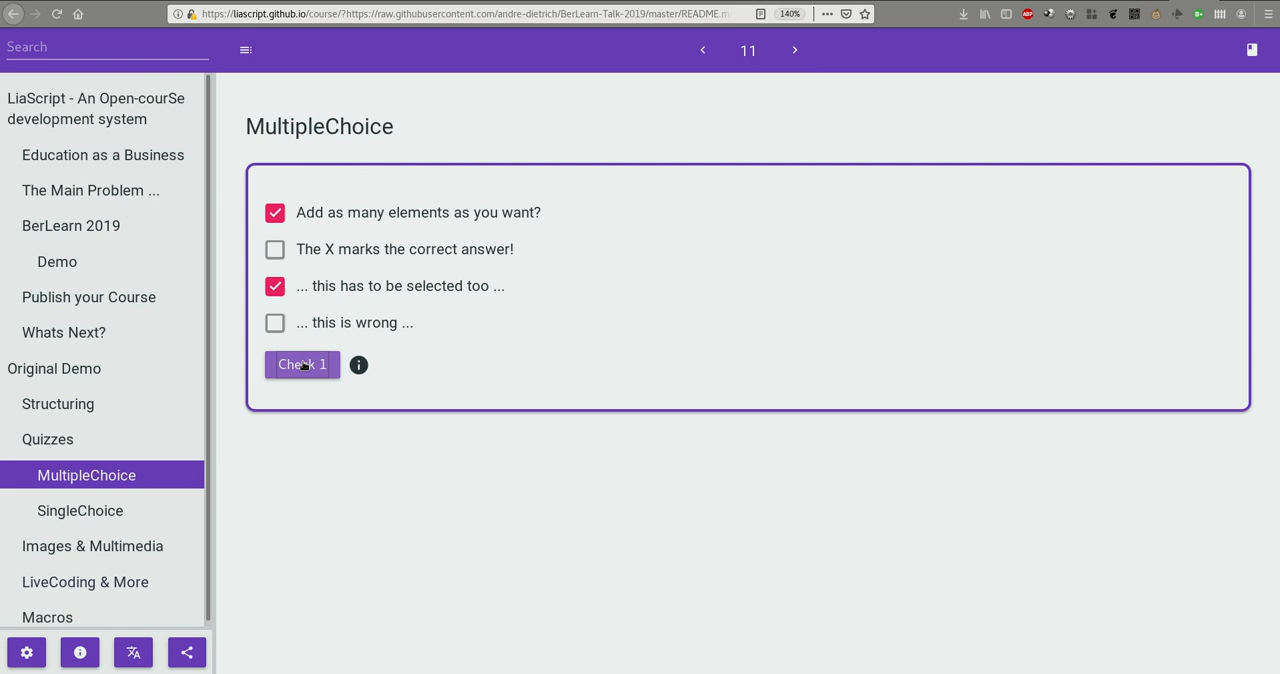 https://liascript.github.io/course/?https://raw.githubusercontent.com/andre-dietrich/BerLearn-Talk-2019/master/README.m
140%
ABP
Search
11
LiaScript - An Open-courSe
development system
Education as a Business
The Main Problem ...
BerLearn 2019
Demo
Publish your Course
Whats Next?
Original Demo
Structuring
Quizzes
MultipleChoice
SingleChoice
Images & Multimedia
LiveCoding & More
Macros
MultipleChoice
Add as many elements as you want?
The X marks the correct answer!
... this has to be selected too ...
... this is wrong ...
Check 1